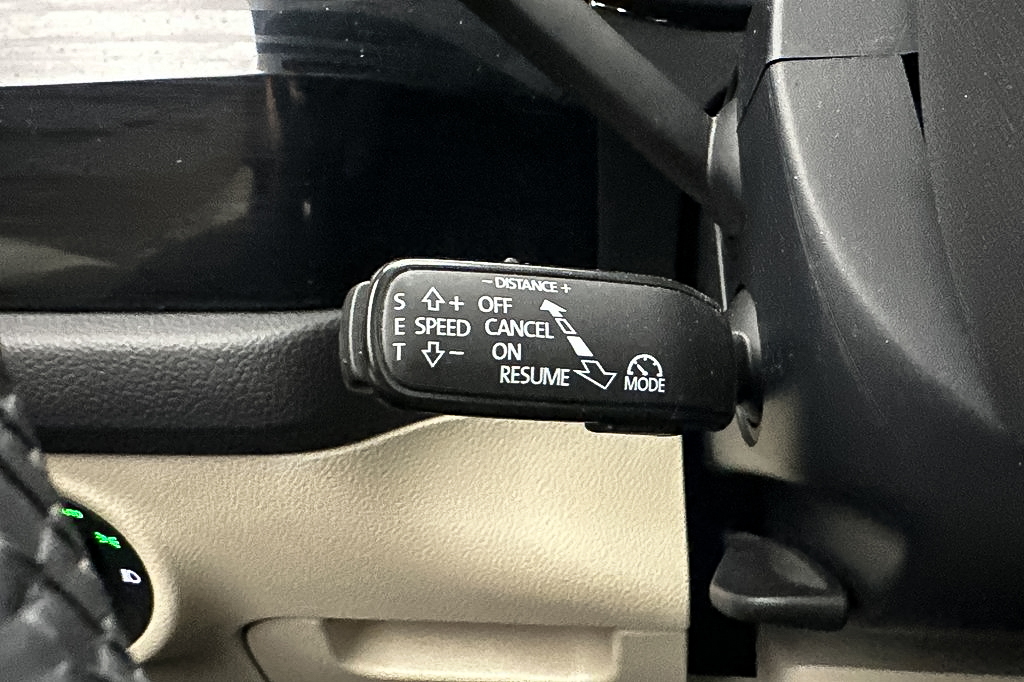 − DISTANCE +
S + OFF
E SPEED CANCEL
T − ON
RESUME
MODE